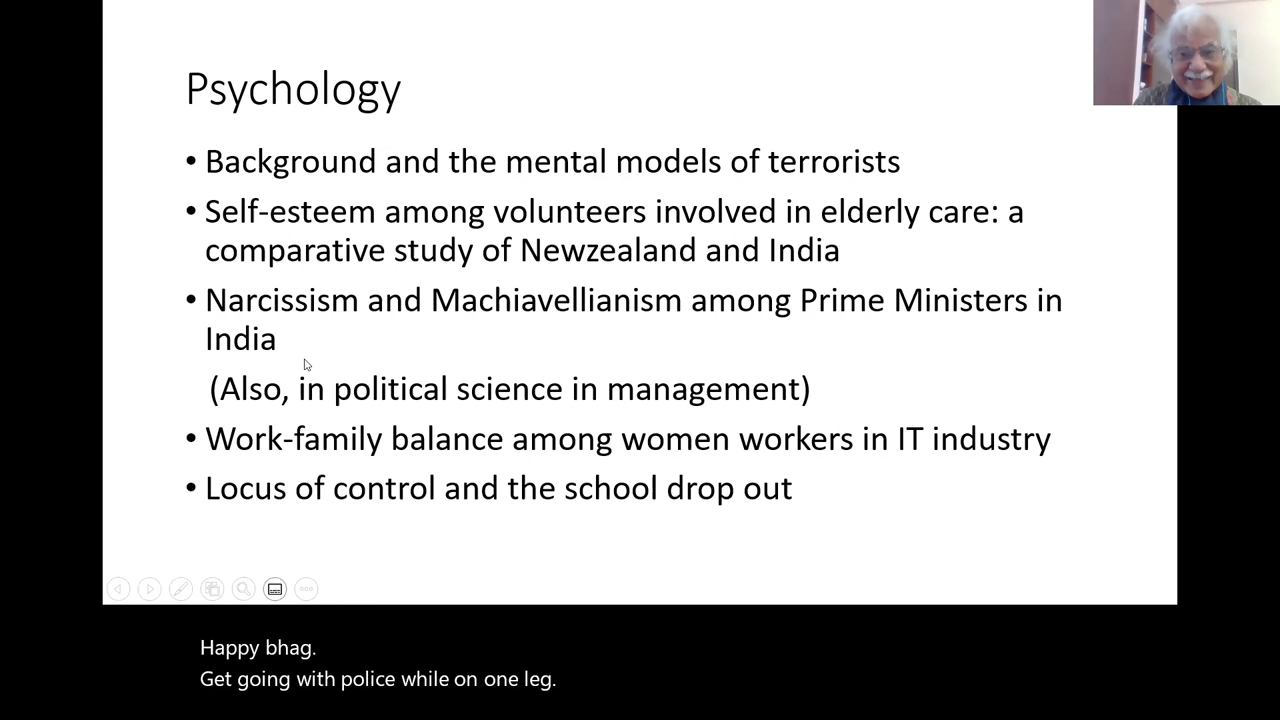 Psychology
• Background and the mental models of terrorists
• Self-esteem among volunteers involved in elderly care: a
comparative study of Newzealand and India
• Narcissism and Machiavellianism among Prime Ministers in
India
(Also, in political science in management)
• Work-family balance among women workers in IT industry
• Locus of control and the school drop out
Happy bhag.
Get going with police while on one leg.